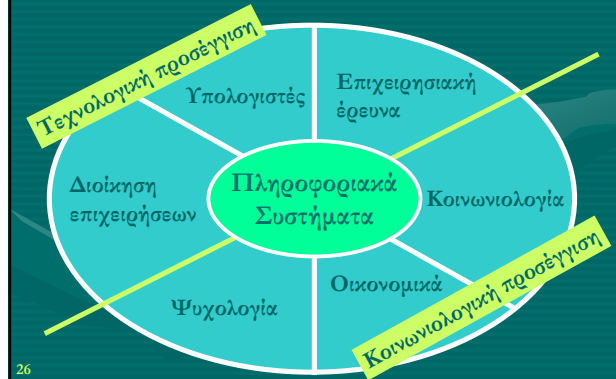 Τεχνολογική προσέγγιση
Υπολογιστές
Επιχειρησιακή
έρευνα
Διοίκηση
επιχειρήσεων
Πληροφοριακά
Συστήματα
Κοινωνιολογία
Ψυχολογία
Οικονομικά
Κοινωνιολογική προσέγγιση
26